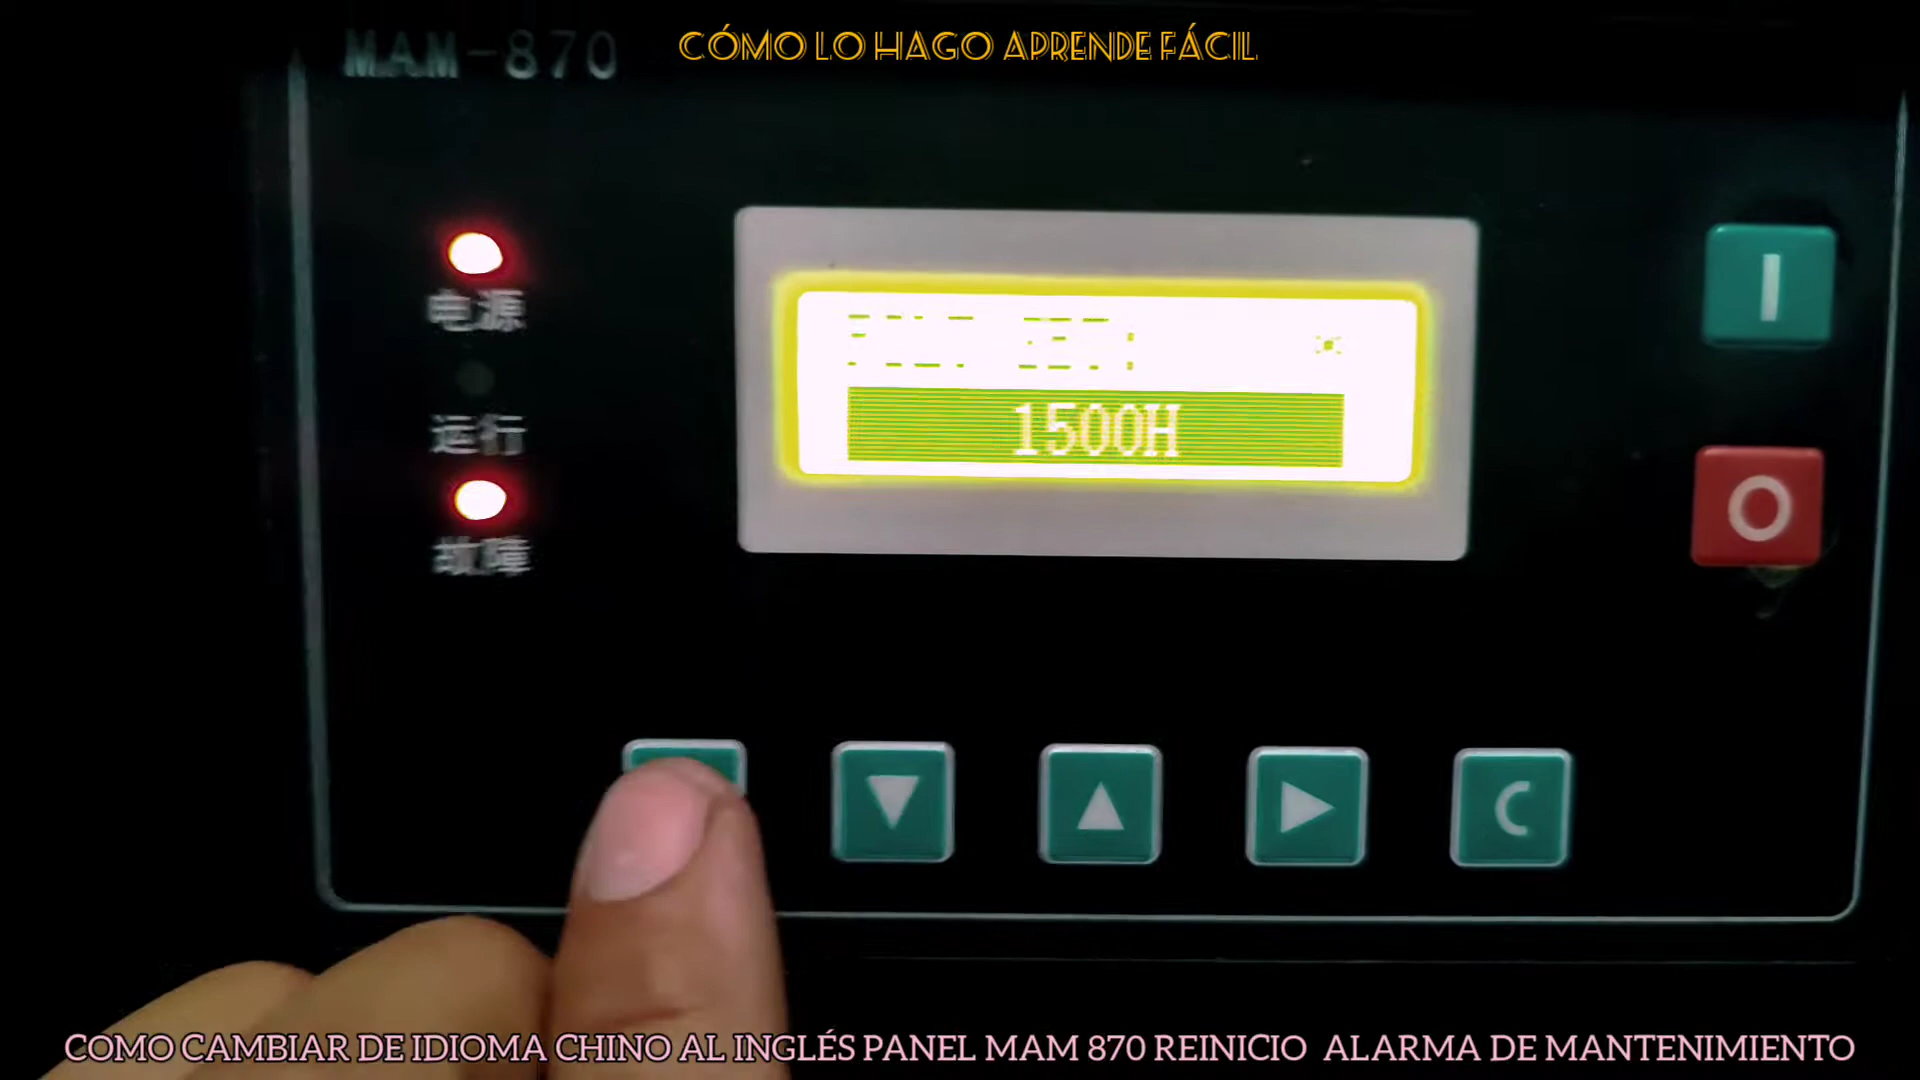 MAM-870
CÓMO LO HAGO APRENDE FÁCIL
电源
1500H
运行
故障
COMO CAMBIAR DE IDIOMA CHINO AL INGLÉS PANEL MAM 870 REINICIO ALARMA DE MANTENIMIENTO